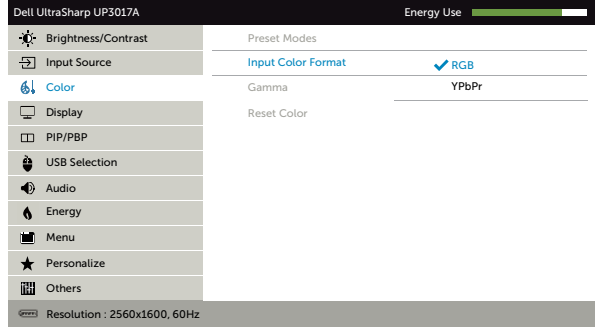 Dell UltraSharp UP3017A Energy Use
Brightness/Contrast Preset Modes
Input Source Input Color Format RGB
Color Gamma YPbPr
Display Reset Color
PIP/PBP
USB Selection
Audio
Energy
Menu
Personalize
Others
Resolution : 2560x1600, 60Hz